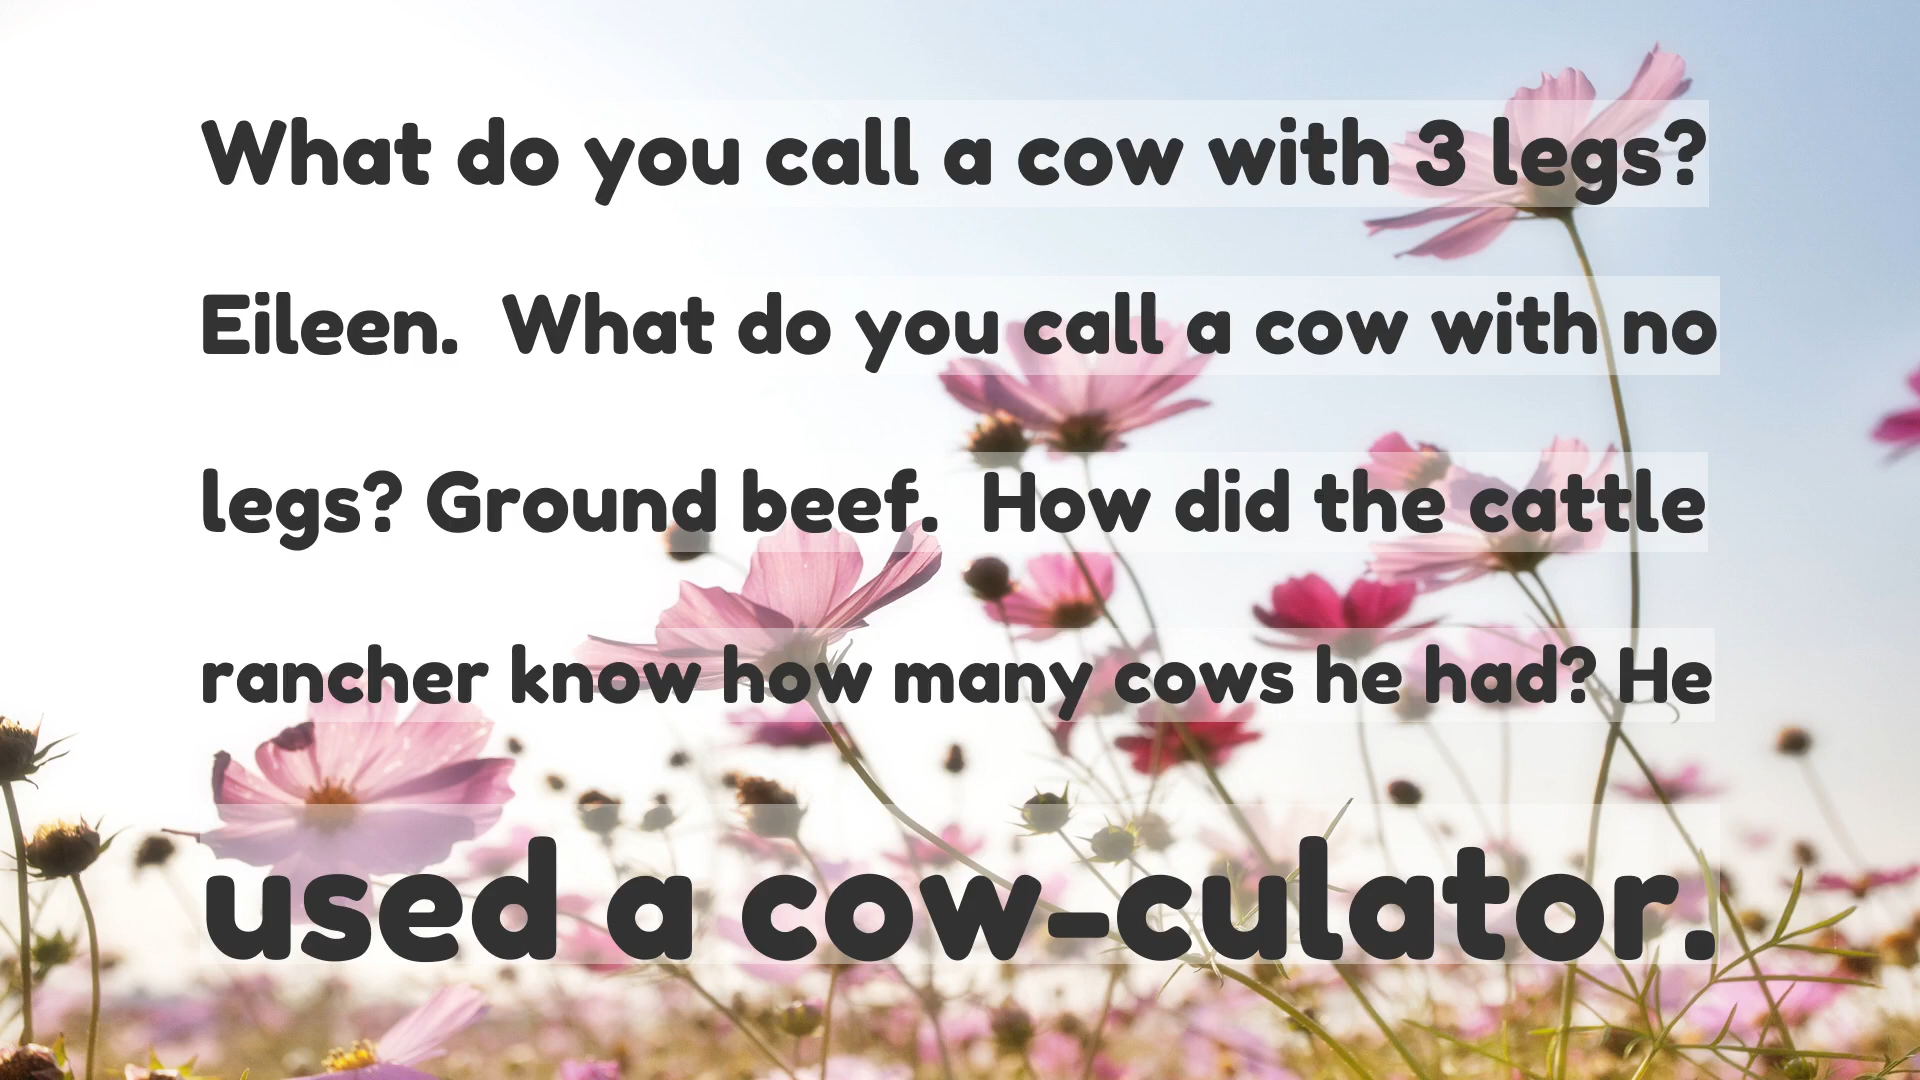 What do you call a cow with 3 legs?
Eileen.  What do you call a cow with no
legs? Ground beef.  How did the cattle
rancher know how many cows he had? He
used a cow-culator.